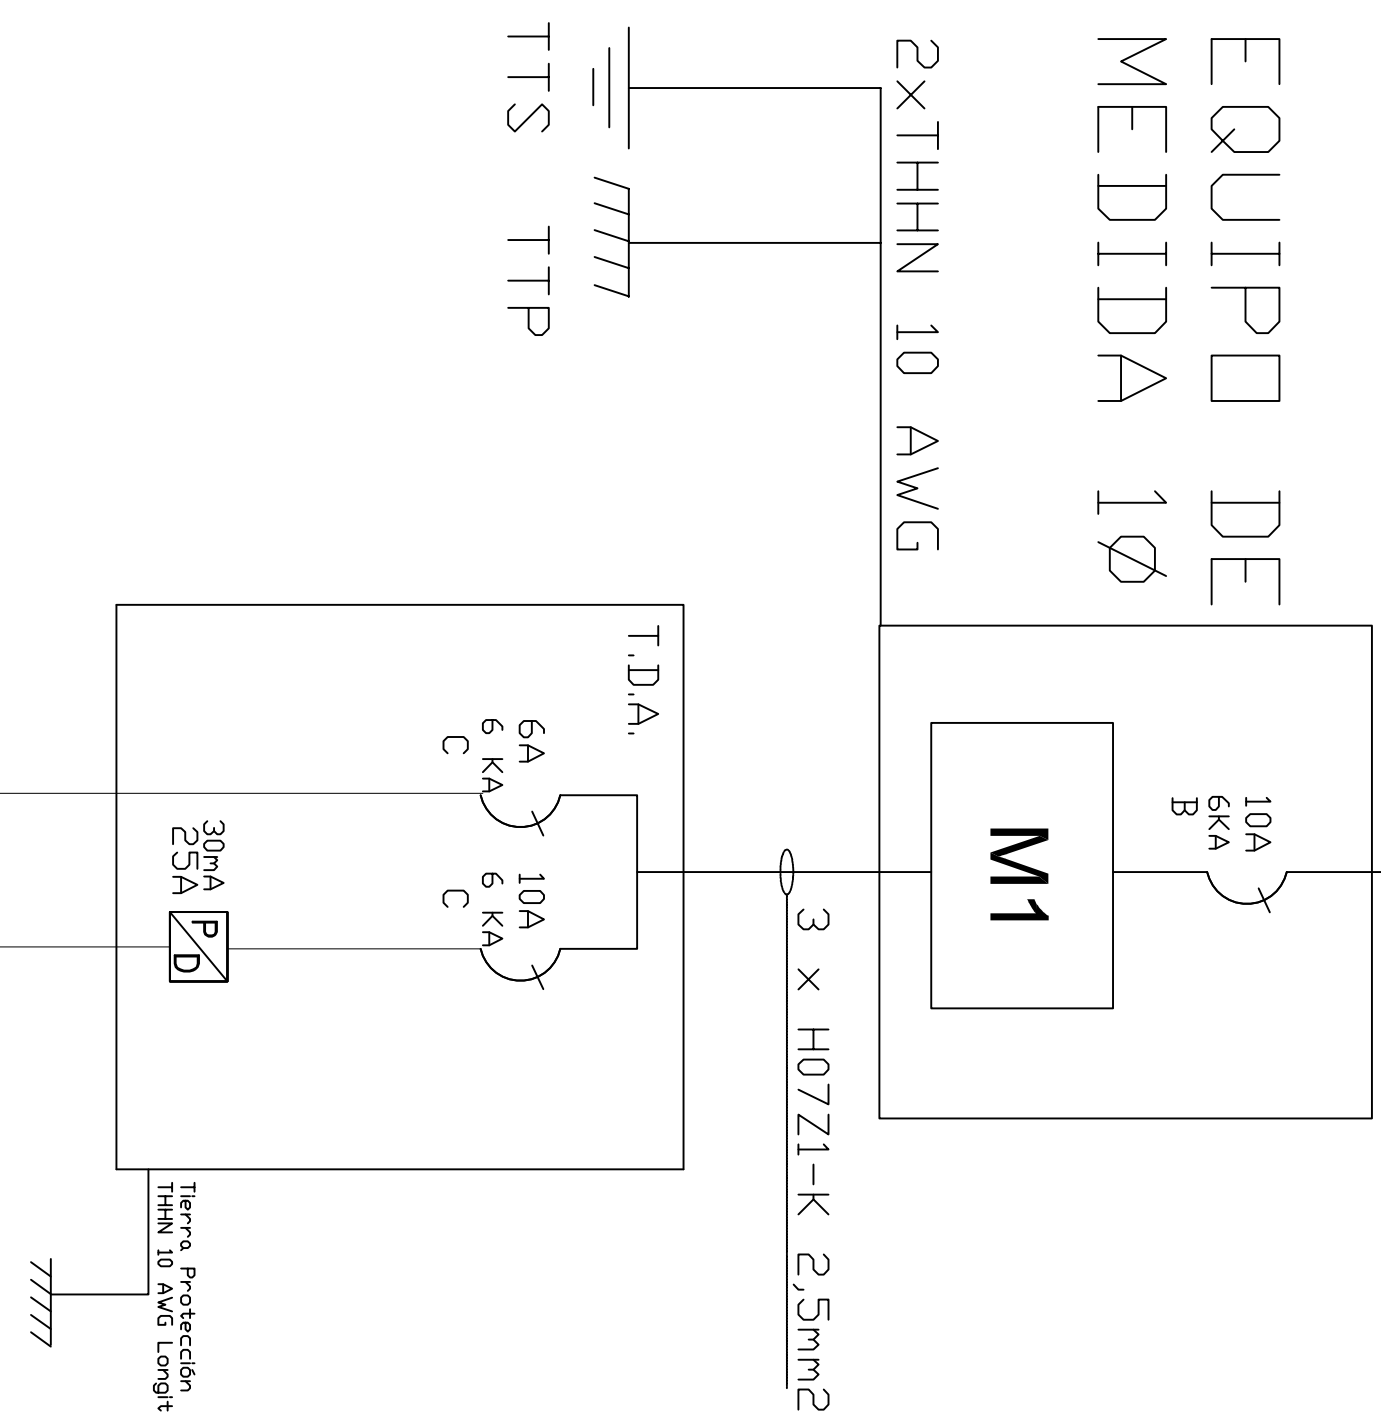 EQUIPO DE
MEDIDA 1Ø
10A
6KA
B
M1
2xTHHN 10 AWG
TTS TTP
3 x H07Z1-K 2,5mm2
T.D.A.
6A
6 KA
C
10A
6 KA
C
30mA
25A
P/D
Tierra Protección
THHN 10 AWG Longit